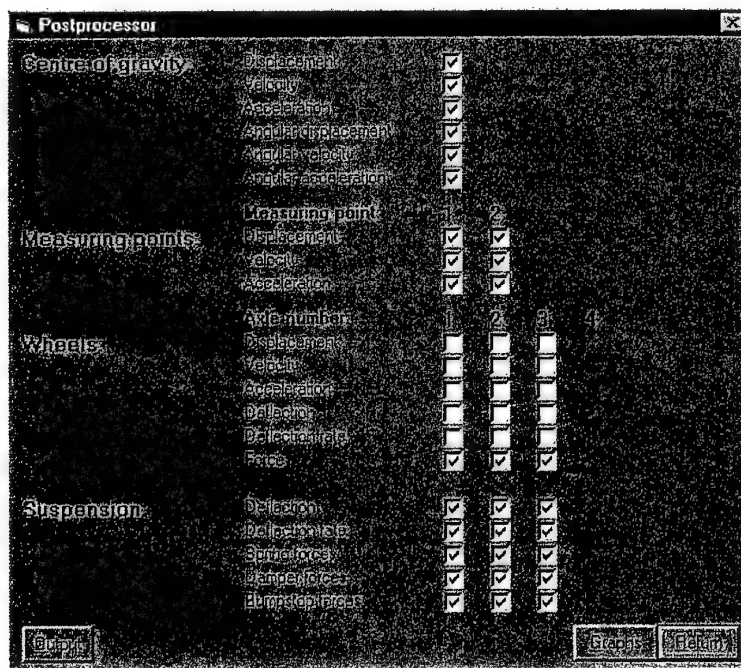 Postprocessor
Centre of gravity: Displacement
Velocity
Acceleration
Angular displacement
Angular velocity
Angular acceleration
Measuring point: 1 2
Measuring points: Displacement
Velocity
Acceleration
Axle number: 1 2 3 4
Wheels: Displacement
Velocity
Acceleration
Deflection
Deflection rate
Force
Suspension: Deflection
Deflection rate
Spring forces
Damper forces
Bumpstop forces
Output Graphs Return